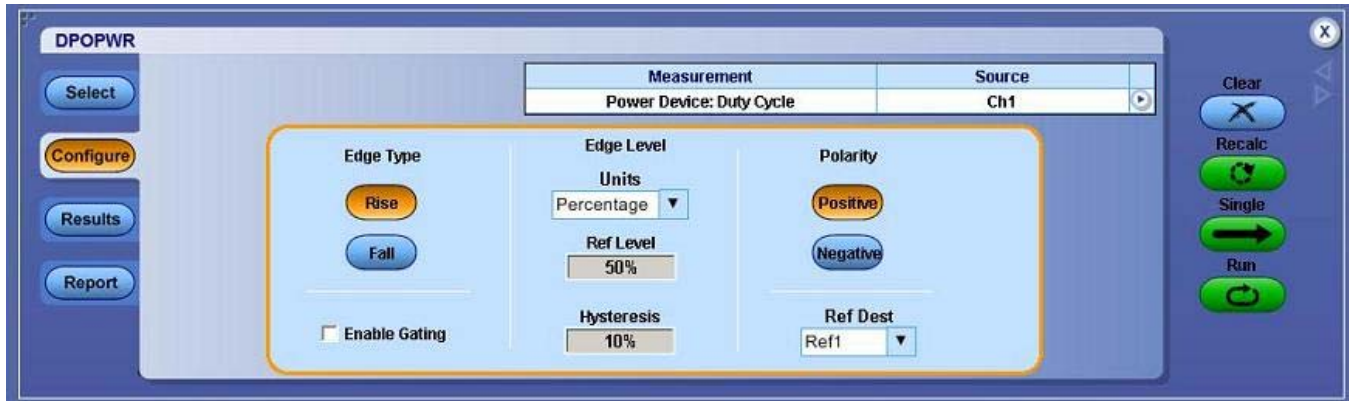 DPOPWR
Select
Configure
Results
Report
Measurement Source
Power Device: Duty Cycle Ch1
Edge Type
Rise
Fall
Enable Gating
Edge Level
Units
Percentage
Ref Level
50%
Hysteresis
10%
Polarity
Positive
Negative
Ref Dest
Ref1
X
Clear
Recalc
Single
Run